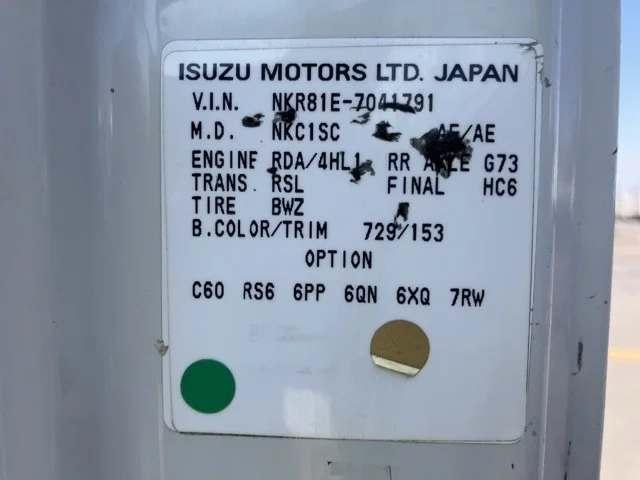 ISUZU MOTORS LTD. JAPAN
V.I.N. NKR81E-7041791
M.D. NKC1SC AE/AE
ENGINE RDA/4HL1 RR AXLE G73
TRANS. RSL FINAL HC6
TIRE BWZ
B.COLOR/TRIM 729/153
OPTION
C60 RS6 6PP 6QN 6XQ 7RW